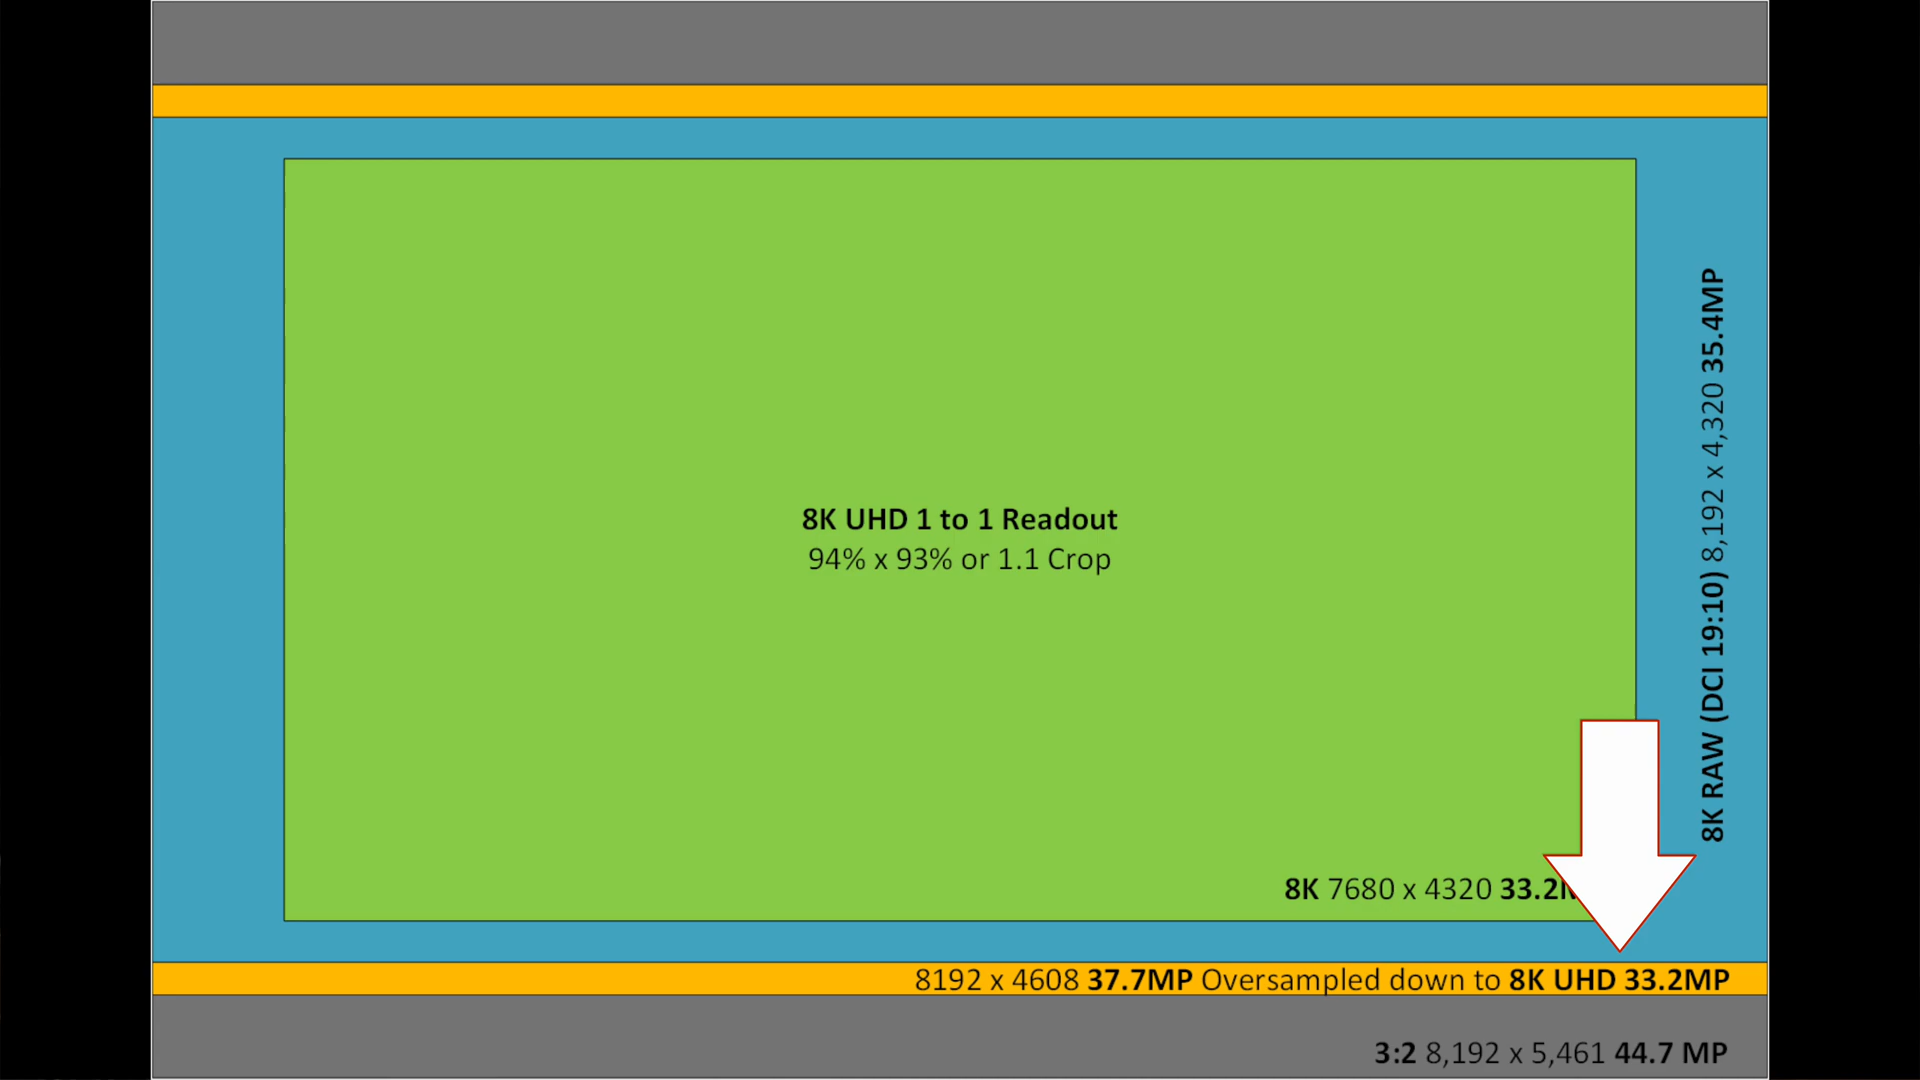 8K UHD 1 to 1 Readout
94% x 93% or 1.1 Crop
8K RAW (DCI 19:10) 8,192 x 4,320 35.4MP
8K 7680 x 4320 33.2
8192 x 4608 37.7MP Oversampled down to 8K UHD 33.2MP
3:2 8,192 x 5,461 44.7 MP